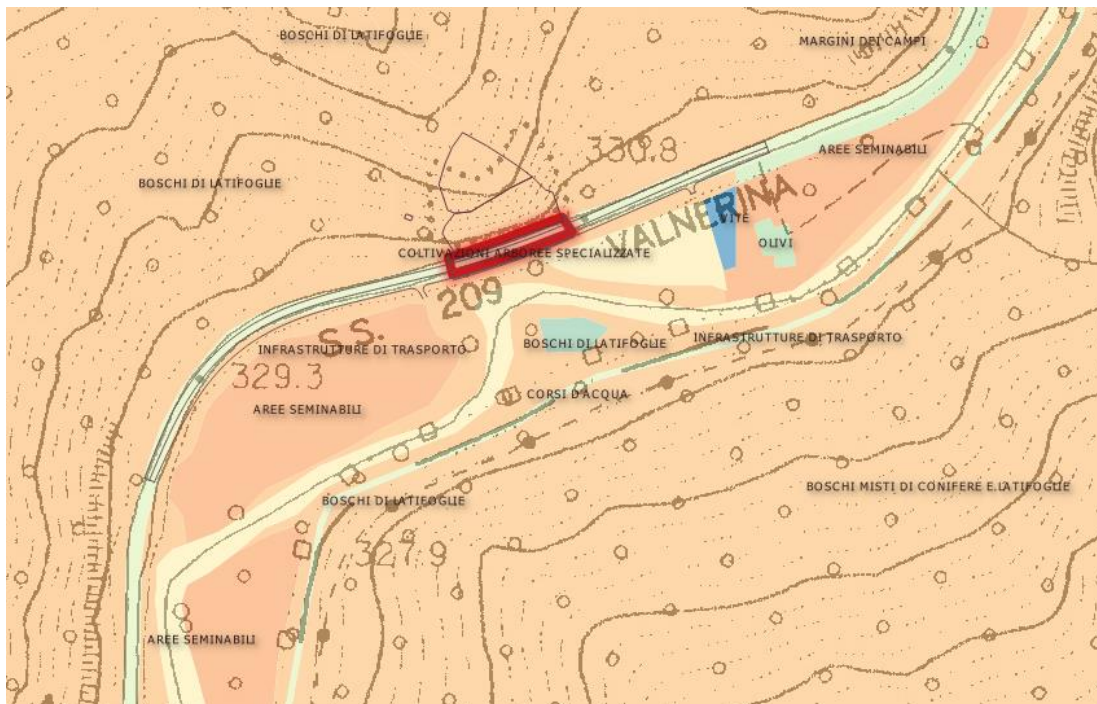 BOSCHI DI LATIFOGLIE
MARGINI DEI CAMPI
330.8
AREE SEMINABILI
BOSCHI DI LATIFOGLIE
VALNERINA
VITE
OLIVI
COLTIVAZIONI ARBOREE SPECIALIZZATE
209
S.S.
INFRASTRUTTURE DI TRASPORTO
BOSCHI DI LATIFOGLIE
INFRASTRUTTURE DI TRASPORTO
329.3
AREE SEMINABILI
CORSI D'ACQUA
BOSCHI DI LATIFOGLIE
BOSCHI MISTI DI CONIFERE E LATIFOGLIE
327.9
AREE SEMINABILI